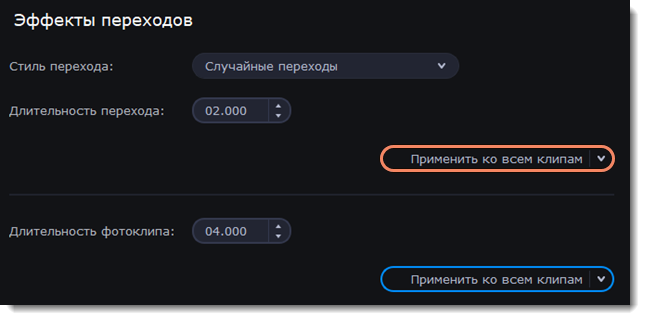 Эффекты переходов
Стиль перехода: Случайные переходы
Длительность перехода: 02.000
Применить ко всем клипам
Длительность фотоклипа: 04.000
Применить ко всем клипам